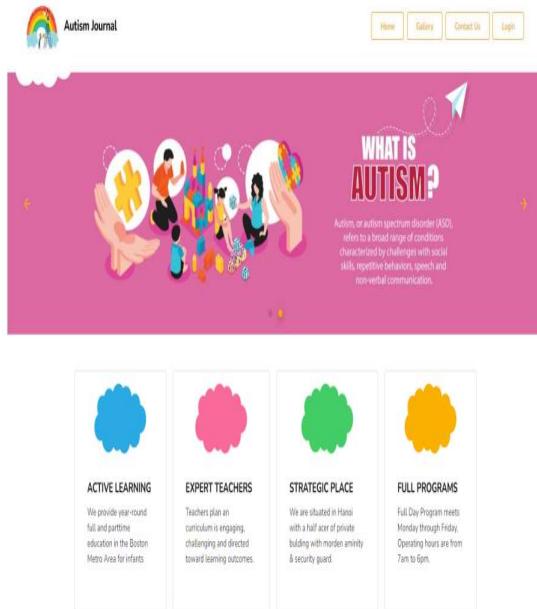 Autism Journal
Home Gallery Contact Us Login
WHAT IS
AUTISM?
Autism, or autism spectrum disorder (ASD),
refers to a broad range of conditions
characterized by challenges with social
skills, repetitive behaviors, speech and
non-verbal communication.
ACTIVE LEARNING
We provide year-round
full and parttime
education in the Boston
Metro Area for infants
EXPERT TEACHERS
Teachers plan an
curriculum is engaging,
challenging and directed
toward learning outcomes.
STRATEGIC PLACE
We are situated in Hanoi
with a half acer of private
bulding with morden aminity
& security guard.
FULL PROGRAMS
Full Day Program meets
Monday through Friday,
Operating hours are from
7am to 6pm.